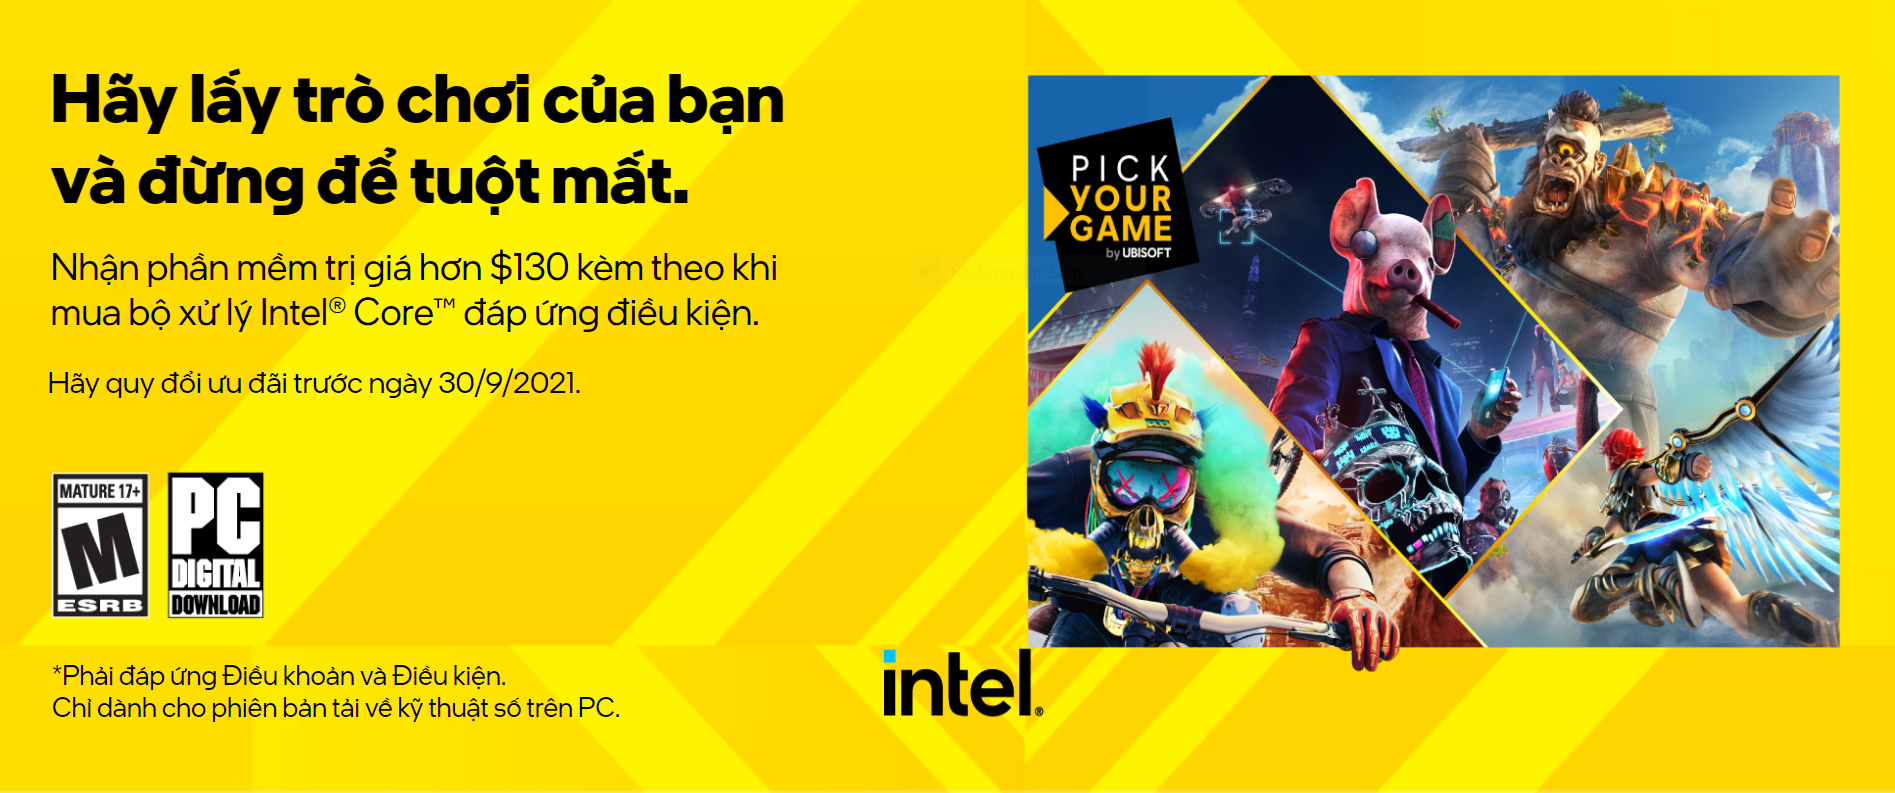 Hãy lấy trò chơi của bạn
và đừng để tuột mất.
Nhận phần mềm trị giá hơn $130 kèm theo khi
mua bộ xử lý Intel® Core™ đáp ứng điều kiện.
Hãy quy đổi ưu đãi trước ngày 30/9/2021.
MATURE 17+
M
ESRB
PC
DIGITAL
DOWNLOAD
*Phải đáp ứng Điều khoản và Điều kiện.
Chỉ dành cho phiên bản tải về kỹ thuật số trên PC.
intel®
PICK
YOUR
GAME
by UBISOFT
Rectangular Snip
17